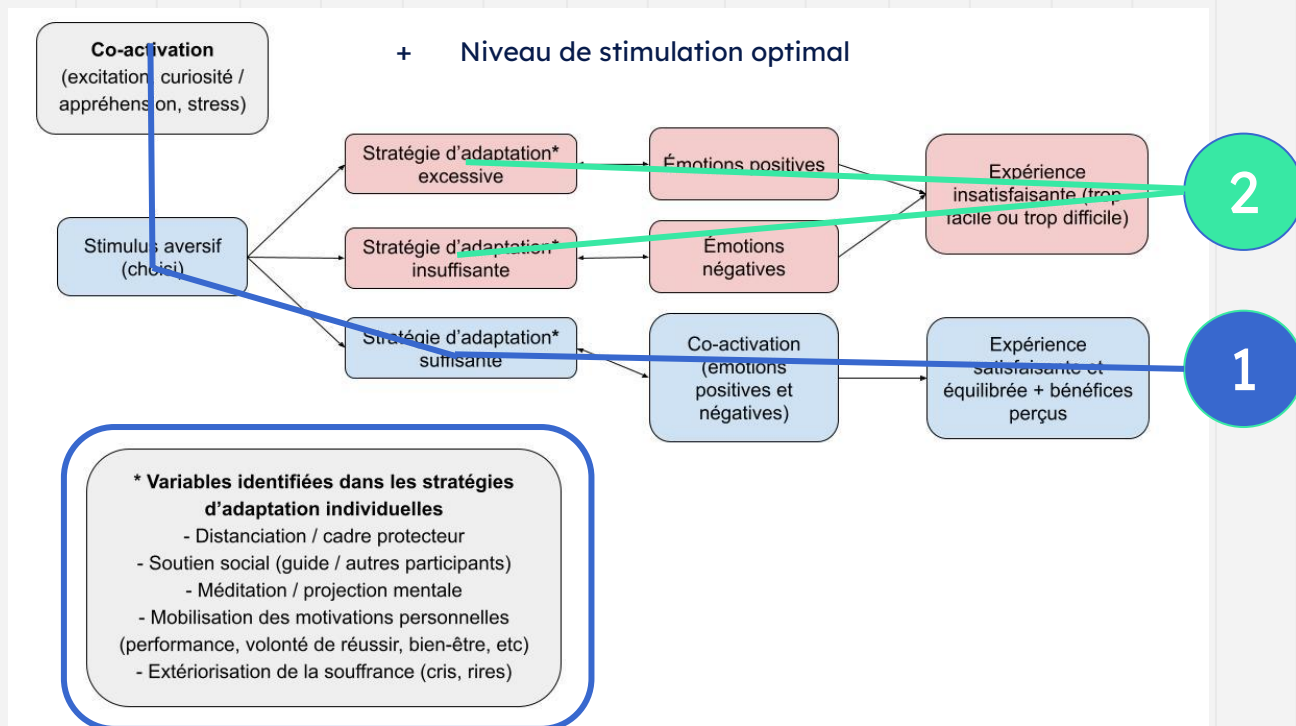 Co-activation
(excitation, curiosité /
appréhension, stress)
+ Niveau de stimulation optimal
Stratégie d'adaptation*
excessive
Émotions positives
Expérience
insatisfaisante (trop
facile ou trop difficile)
2
Stimulus aversif
(choisi)
Stratégie d'adaptation*
insuffisante
Émotions
négatives
Stratégie d'adaptation*
suffisante
Co-activation
(émotions
positives et
négatives)
Expérience
satisfaisante et
équilibrée + bénéfices
perçus
1
* Variables identifiées dans les stratégies
d'adaptation individuelles
- Distanciation / cadre protecteur
- Soutien social (guide / autres participants)
- Méditation / projection mentale
- Mobilisation des motivations personnelles
(performance, volonté de réussir, bien-être, etc)
- Extériorisation de la souffrance (cris, rires)